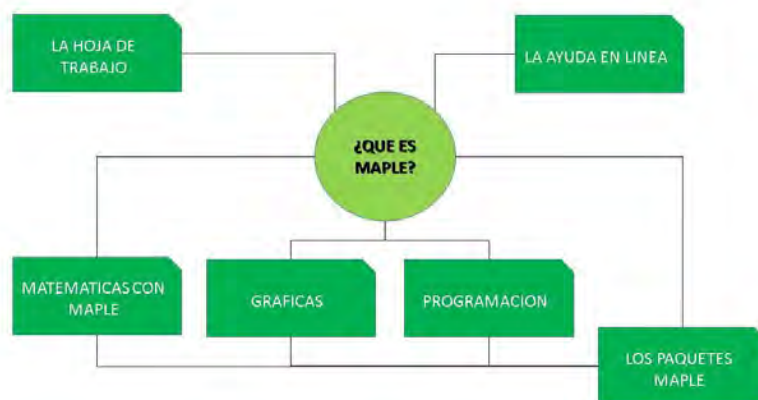 LA HOJA DE
TRABAJO
LA AYUDA EN LINEA
¿QUE ES
MAPLE?
MATEMATICAS CON
MAPLE
GRAFICAS
PROGRAMACION
LOS PAQUETES
MAPLE